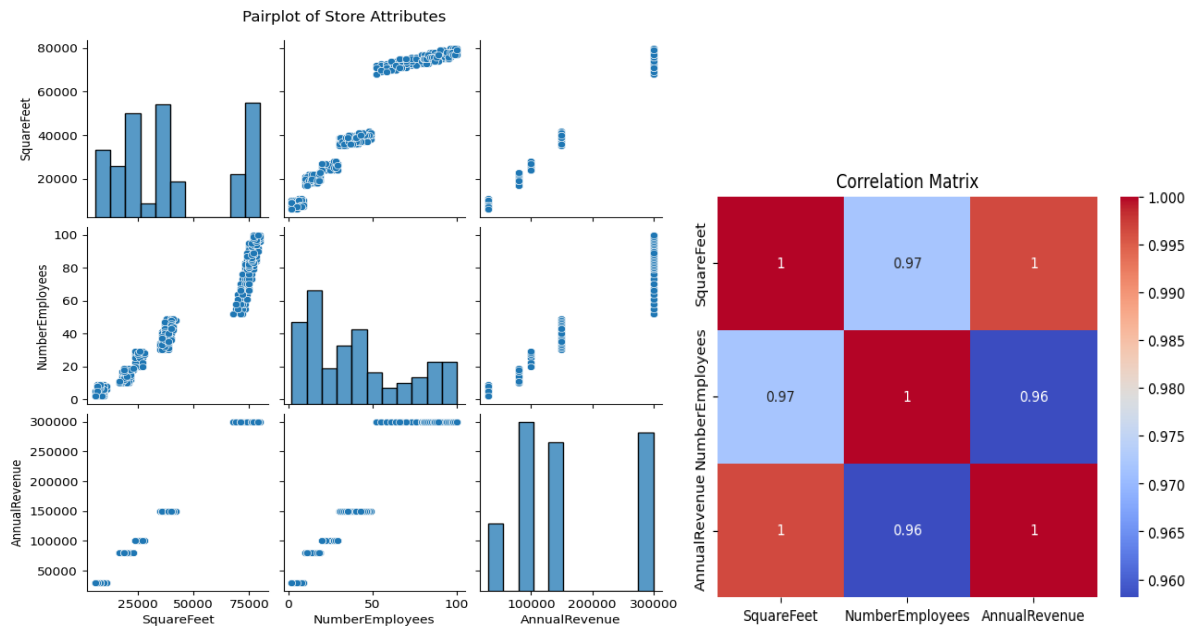 Pairplot of Store Attributes
80000
60000
40000
20000
SquareFeet
100
80
60
40
20
0
NumberEmployees
300000
250000
200000
150000
100000
50000
AnnualRevenue
25000 50000 75000
SquareFeet
0 50 100
NumberEmployees
100000 200000 300000
AnnualRevenue
Correlation Matrix
SquareFeet
NumberEmployees
AnnualRevenue
1 0.97 1
0.97 1 0.96
1 0.96 1
SquareFeet NumberEmployees AnnualRevenue
1.000
0.995
0.990
0.985
0.980
0.975
0.970
0.965
0.960